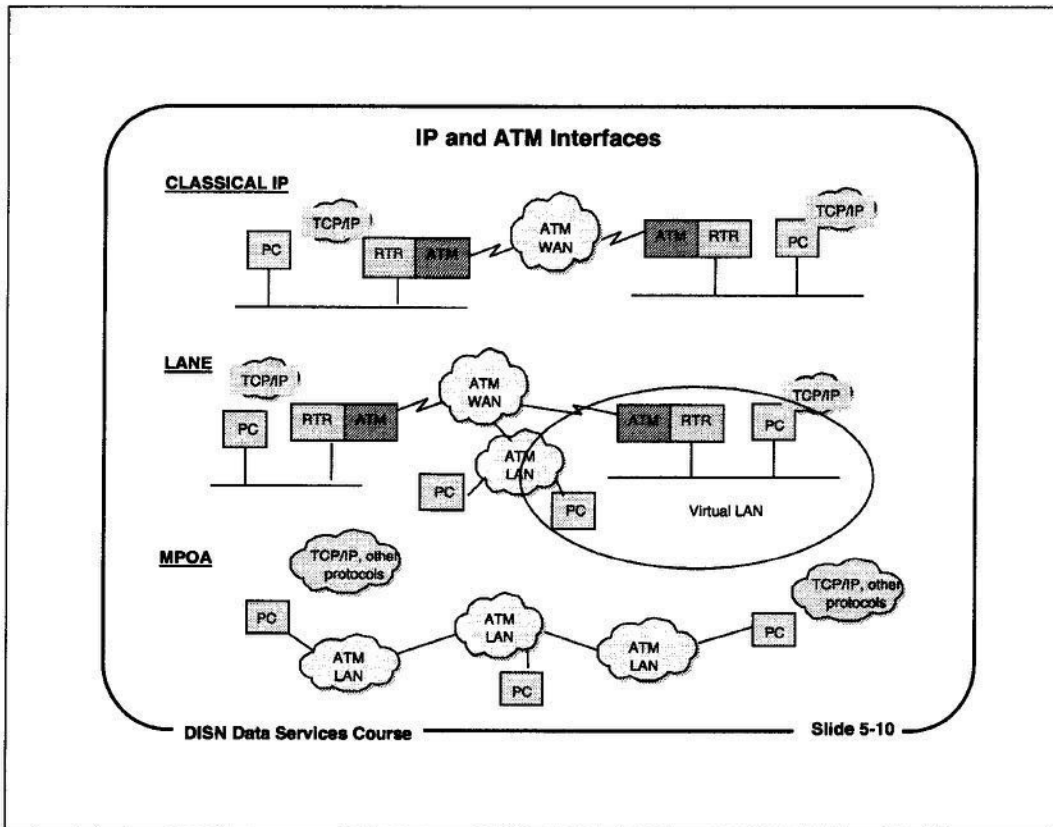 IP and ATM Interfaces
CLASSICAL IP
TCP/IP
PC
RTR
ATM
ATM
WAN
ATM
RTR
PC
TCP/IP
LANE
TCP/IP
PC
RTR
ATM
ATM
WAN
ATM
LAN
PC
PC
ATM
RTR
PC
TCP/IP
Virtual LAN
MPOA
TCP/IP, other
protocols
PC
ATM
LAN
ATM
LAN
PC
ATM
LAN
PC
TCP/IP, other
protocols
DISN Data Services Course
Slide 5-10